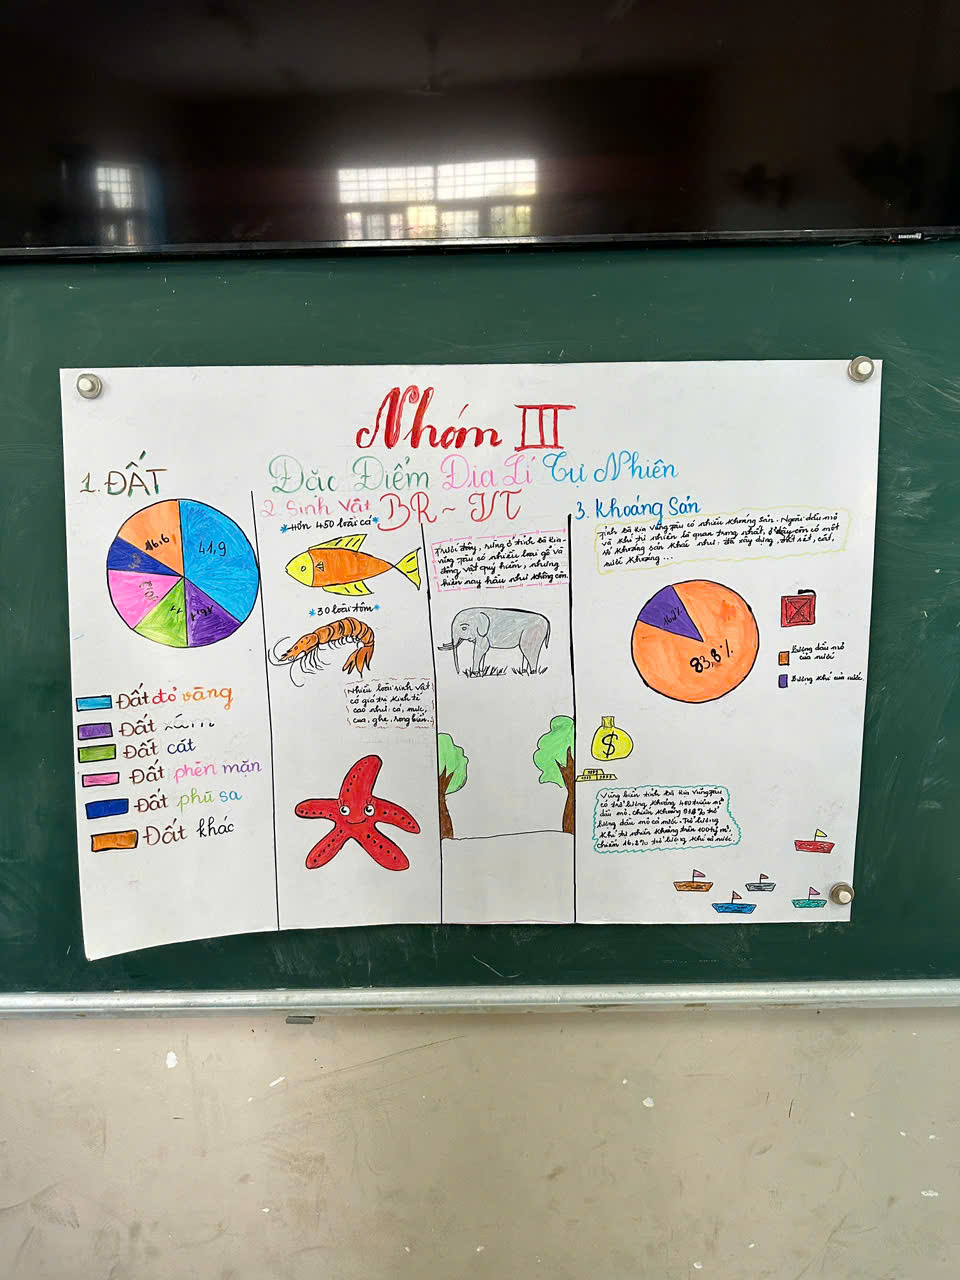 Nhóm III
Đặc Điểm Địa Lí Tự Nhiên
BR - VT
1. ĐẤT
41,9
16.6
Đất đỏ vàng
Đất xám
Đất cát
Đất phèn mặn
Đất phù sa
Đất khác
2. Sinh Vật
*Hơn 450 loài cá*
*30 loài tôm*
Nhiều loài sinh vật
có giá trị kinh tế
cao như: cá, mực,
cua, ghẹ, rong biển..
Trước đây, rừng ở tỉnh Bà Rịa-
Vũng Tàu có nhiều loại gỗ và
động vật quý hiếm, nhưng
hiện nay hầu như không còn.
3. Khoáng Sản
Tỉnh Bà Rịa Vũng Tàu có nhiều khoáng sản. Ngoài dầu mỏ
và khí tự nhiên là quan trọng nhất, ở đây còn có một
số khoáng sản khác như: đá xây dựng, đất sét, cát,
nước khoáng...
16.2%
83.8%
Lượng dầu mỏ
của nước
Lượng khí của nước
$
Vùng biển tỉnh Bà Rịa Vũng Tàu
có trữ lượng khoảng 400 triệu m³
dầu mỏ, chiếm khoảng 93.8% trữ
lượng dầu mỏ cả nước. Trữ lượng
khí tự nhiên khoảng trên 100 tỷ m³,
chiếm 16,2% trữ lượng khí cả nước.